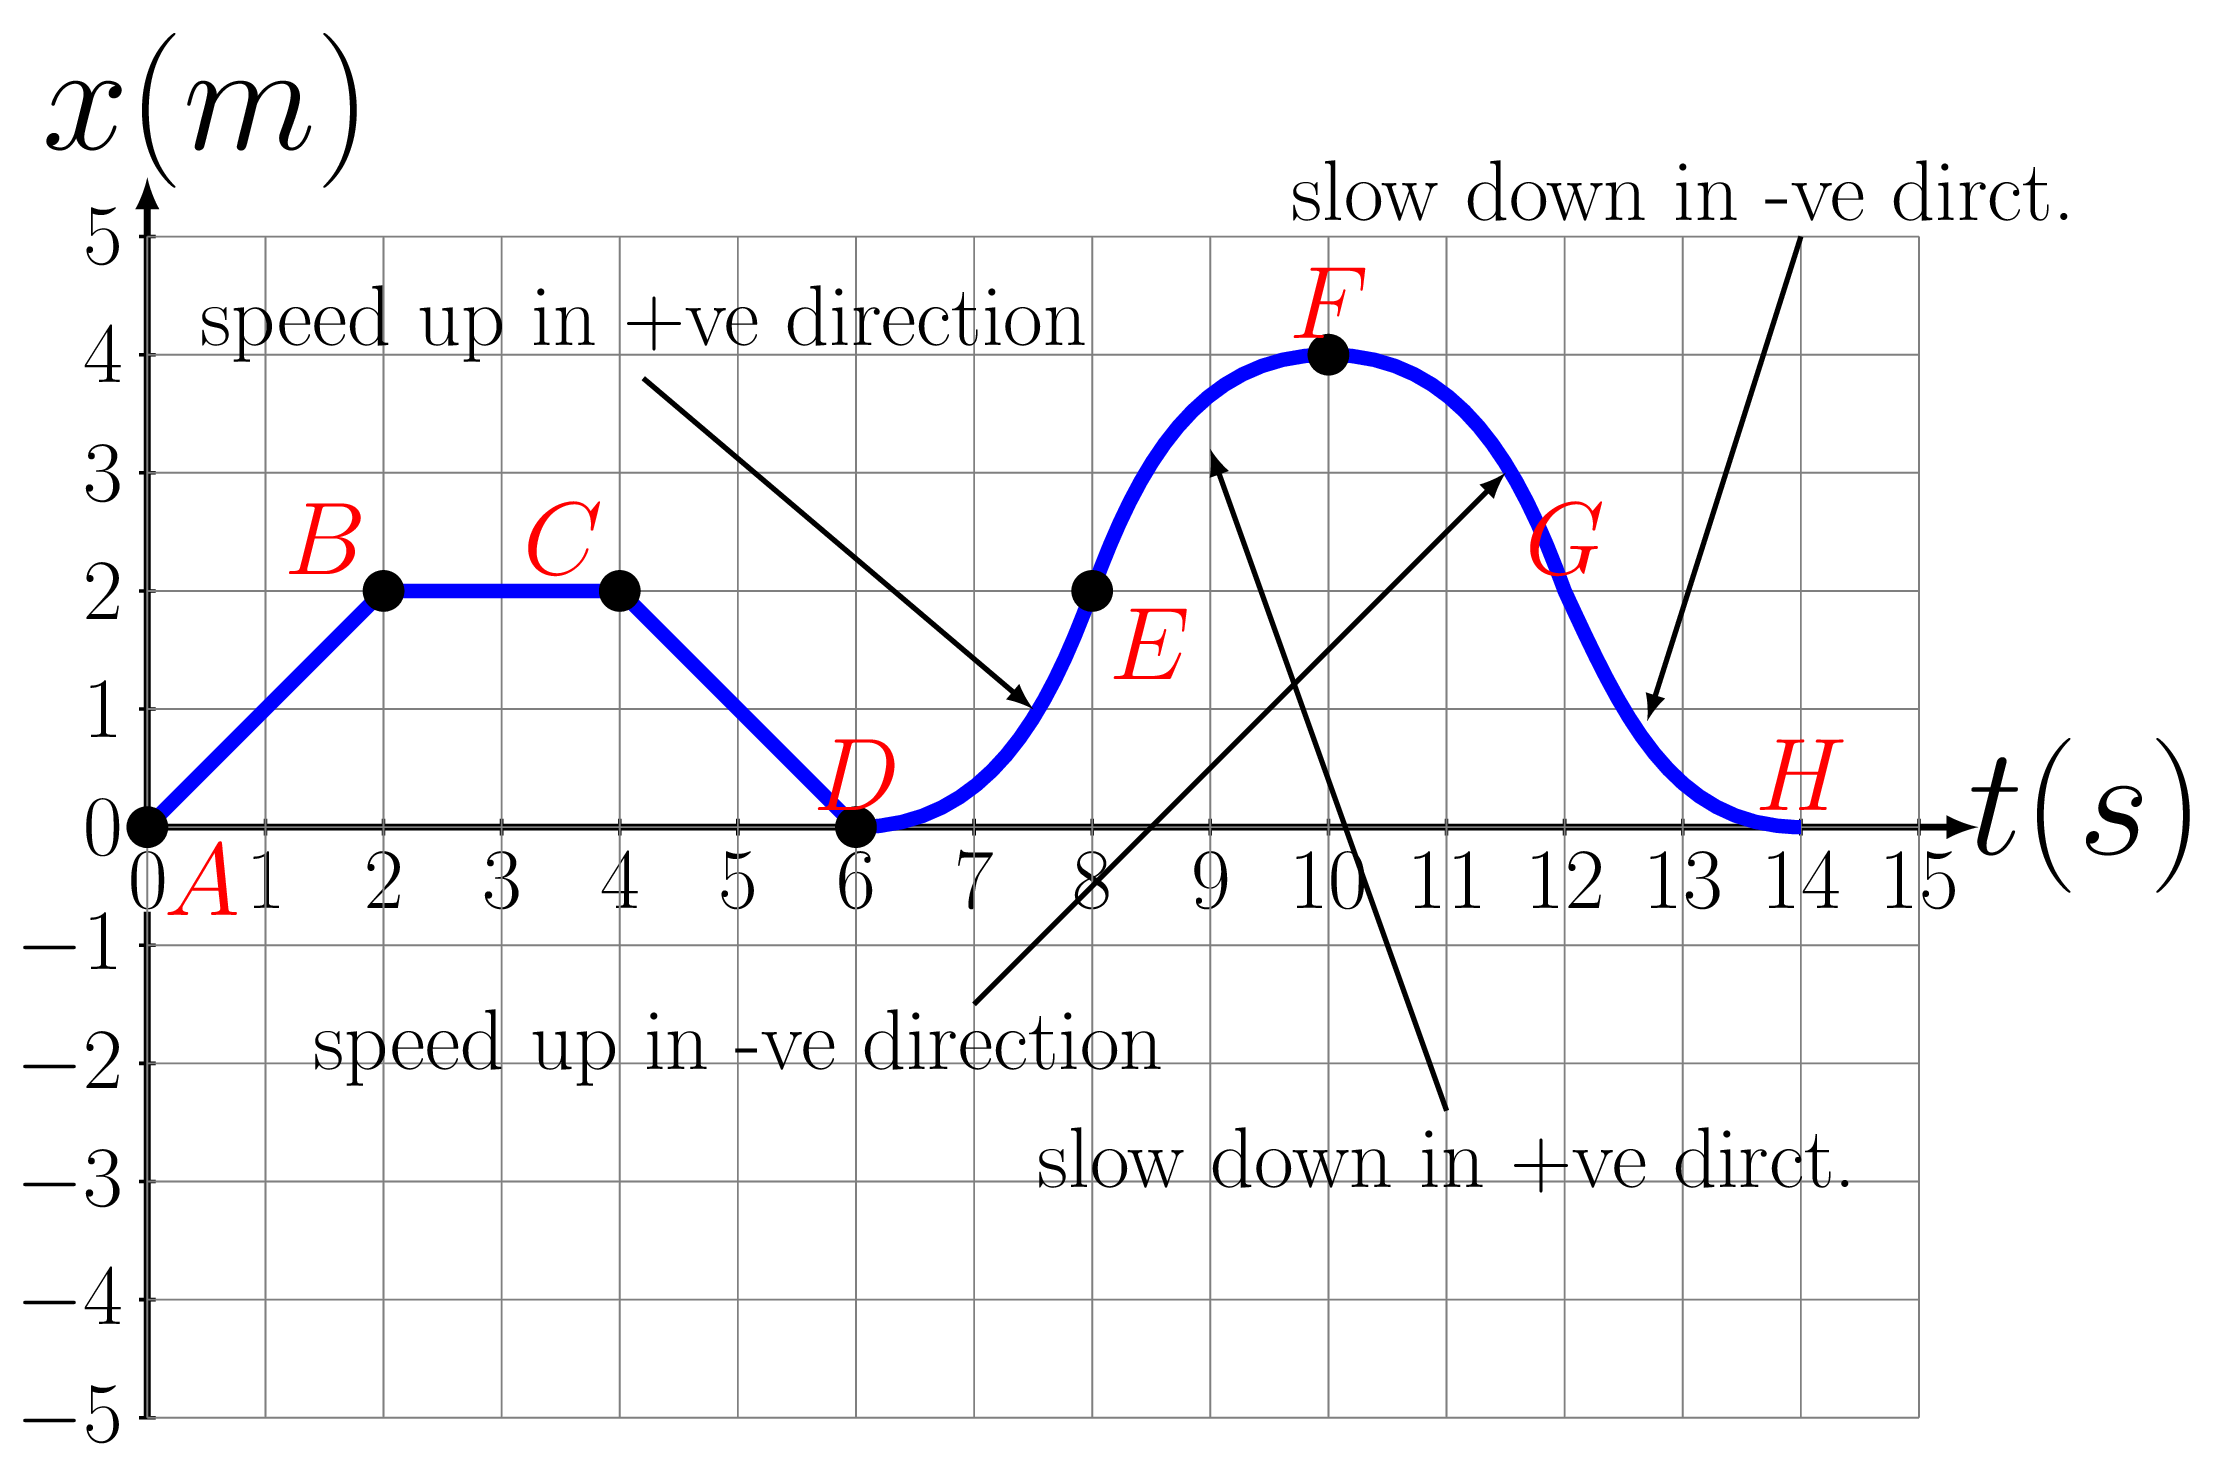 x(m)
slow down in -ve dirct.
5
speed up in +ve direction
F
4
3
B
C
2
E
1
D
H
t(s)
0
0 1 2 3 4 5 6 7 8 9 10 11 12 13 14 15
A
G
−1
speed up in -ve direction
−2
slow down in +ve dirct.
−3
−4
−5